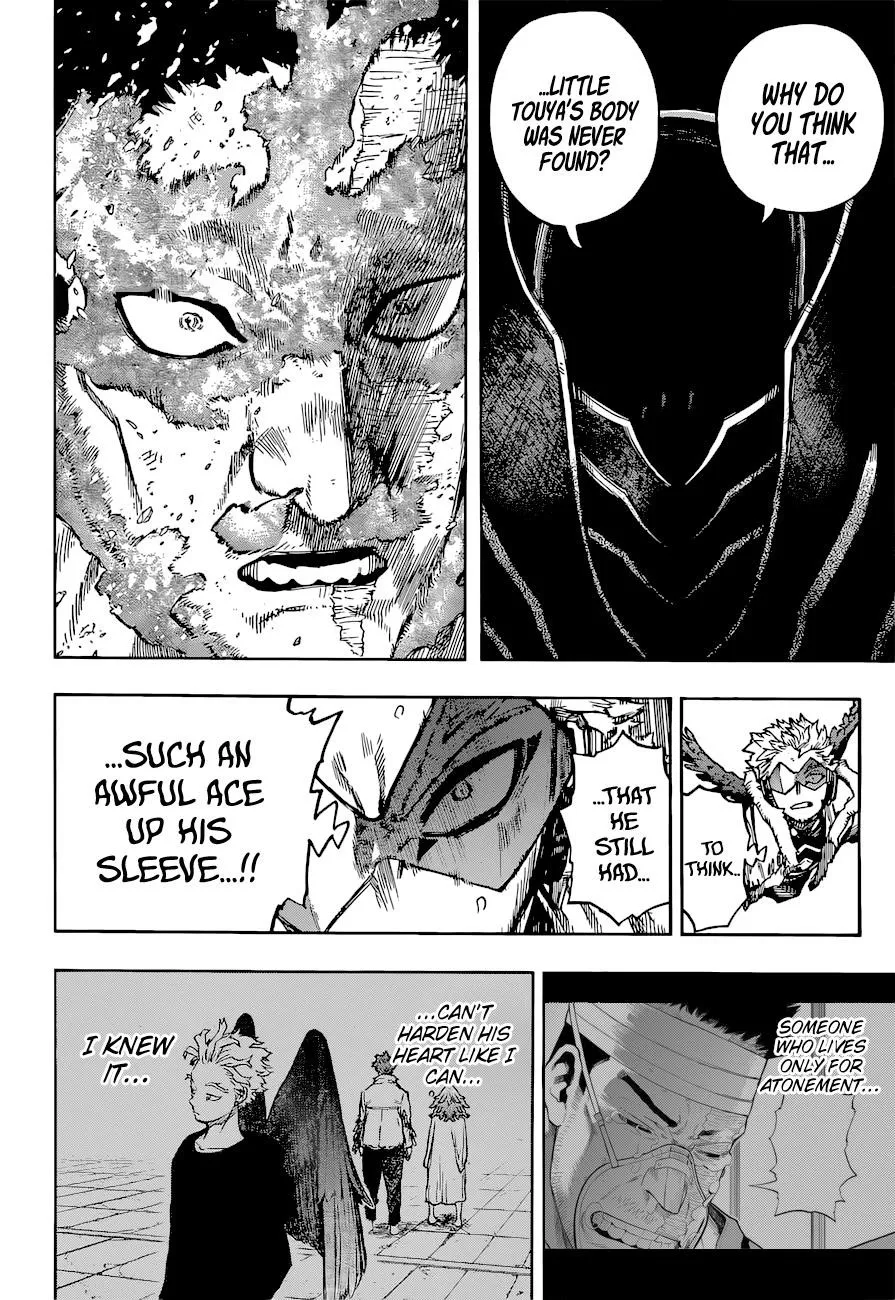 WHY DO
YOU THINK
THAT...
...LITTLE
TOUYA'S BODY
WAS NEVER
FOUND?
TO
THINK..
...THAT
HE
STILL
HAD...
...SUCH AN
AWFUL ACE
UP HIS
SLEEVE...!!
SOMEONE
WHO LIVES
ONLY FOR
ATONEMENT...
...CAN'T
HARDEN HIS
HEART LIKE I
CAN...
I KNEW
IT...